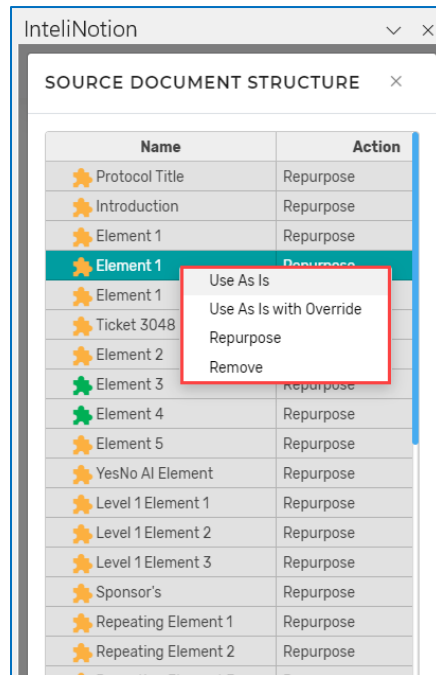 InteliNotion
SOURCE DOCUMENT STRUCTURE
Name Action
Protocol Title Repurpose
Introduction Repurpose
Element 1 Repurpose
Element 1 Repurpose
Use As Is
Element 1
Use As Is with Override
Ticket 3048
Repurpose
Element 2
Remove
Element 3 Repurpose
Element 4 Repurpose
Element 5 Repurpose
YesNo AI Element Repurpose
Level 1 Element 1 Repurpose
Level 1 Element 2 Repurpose
Level 1 Element 3 Repurpose
Sponsor's Repurpose
Repeating Element 1 Repurpose
Repeating Element 2 Repurpose